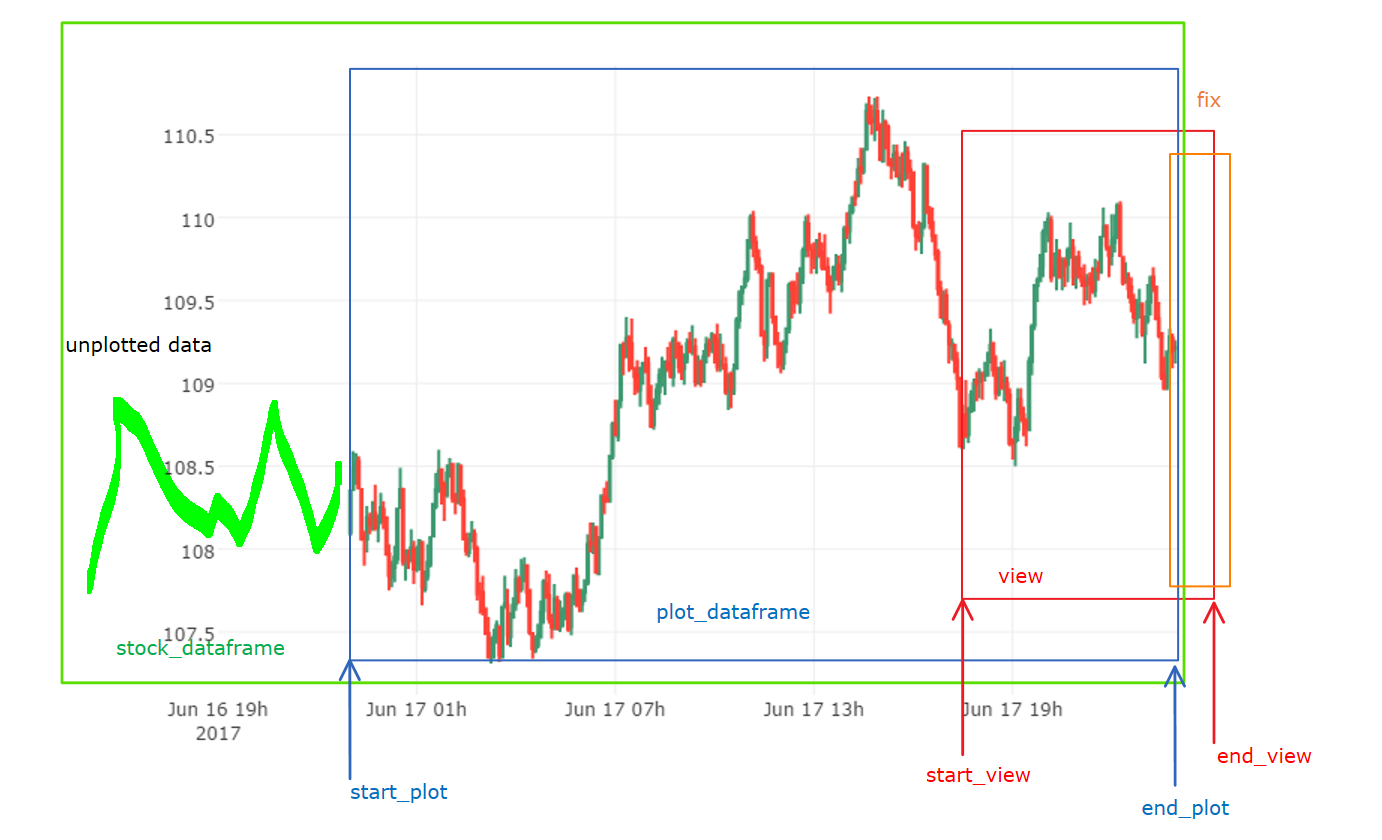 fix
110.5
110
109.5
unplotted data
109
108.5
108
view
plot_dataframe
107.5
stock_dataframe
Jun 16 19h
2017
Jun 17 01h
Jun 17 07h
Jun 17 13h
Jun 17 19h
end_view
start_view
start_plot
end_plot